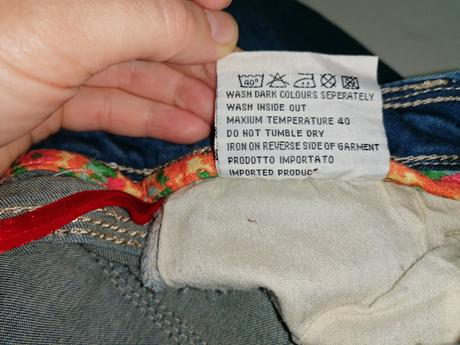 40°
WASH DARK COLOURS SEPERATELY
WASH INSIDE OUT
MAXIUM TEMPERATURE 40
DO NOT TUMBLE DRY
IRON ON REVERSE SIDE OF GARMENT
PRODOTTO IMPORTATO
IMPORTED PRODUC